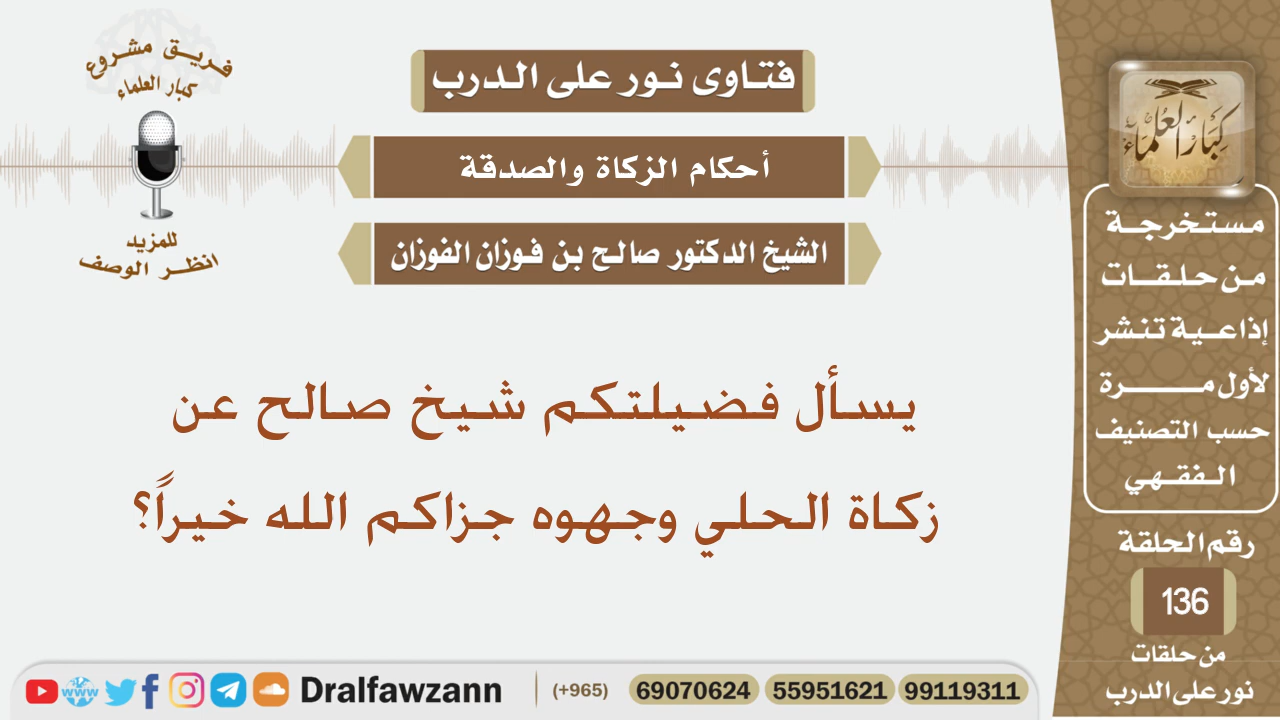 فريق مشروع
كبار العلماء
للمزيد
انظر الوصف
فتاوى نور على الدرب
أحكام الزكاة والصدقة
الشيخ الدكتور صالح بن فوزان الفوزان
يسأل فضيلتكم شيخ صالح عن
زكاة الحلي وجهوه جزاكم الله خيراً؟
كبار العلماء
مستخرجة
من حلقات
إذاعية تنشر
لأول مرة
حسب التصنيف
الفقهي
رقم الحلقة
136
من حلقات
نور على الدرب
www Dralfawzann (+965) 69070624 55951621 99119311